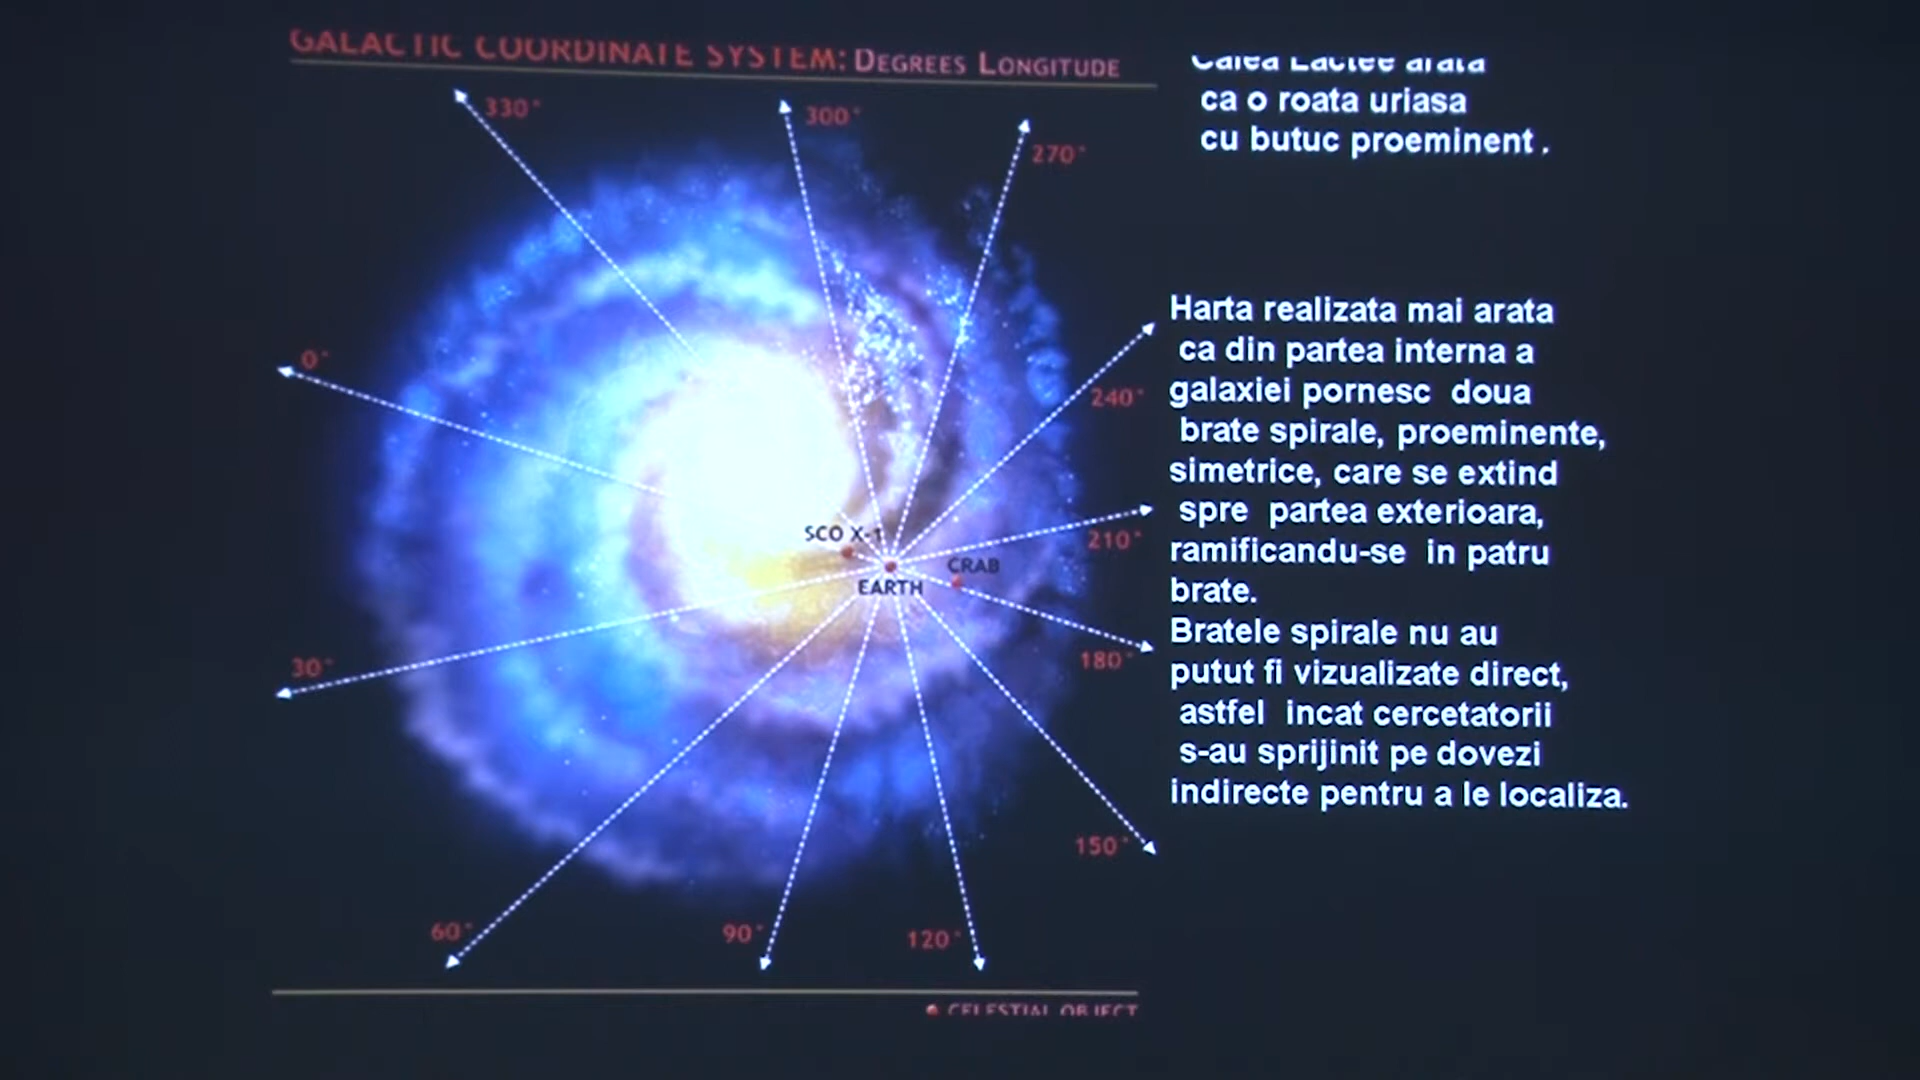 GALACTIC COORDINATE SYSTEM: DEGREES LONGITUDE
Calea Lactee arata
ca o roata uriasa
cu butuc proeminent .
330°
300°
270°
0°
240°
Harta realizata mai arata
ca din partea interna a
galaxiei pornesc doua
brate spirale, proeminente,
simetrice, care se extind
spre partea exterioara,
ramificandu-se in patru
brate.
Bratele spirale nu au
putut fi vizualizate direct,
astfel incat cercetatorii
s-au sprijinit pe dovezi
indirecte pentru a le localiza.
SCO X-1
210°
CRAB
EARTH
30°
180°
150°
60°
90°
120°
CELESTIAL OBJECT